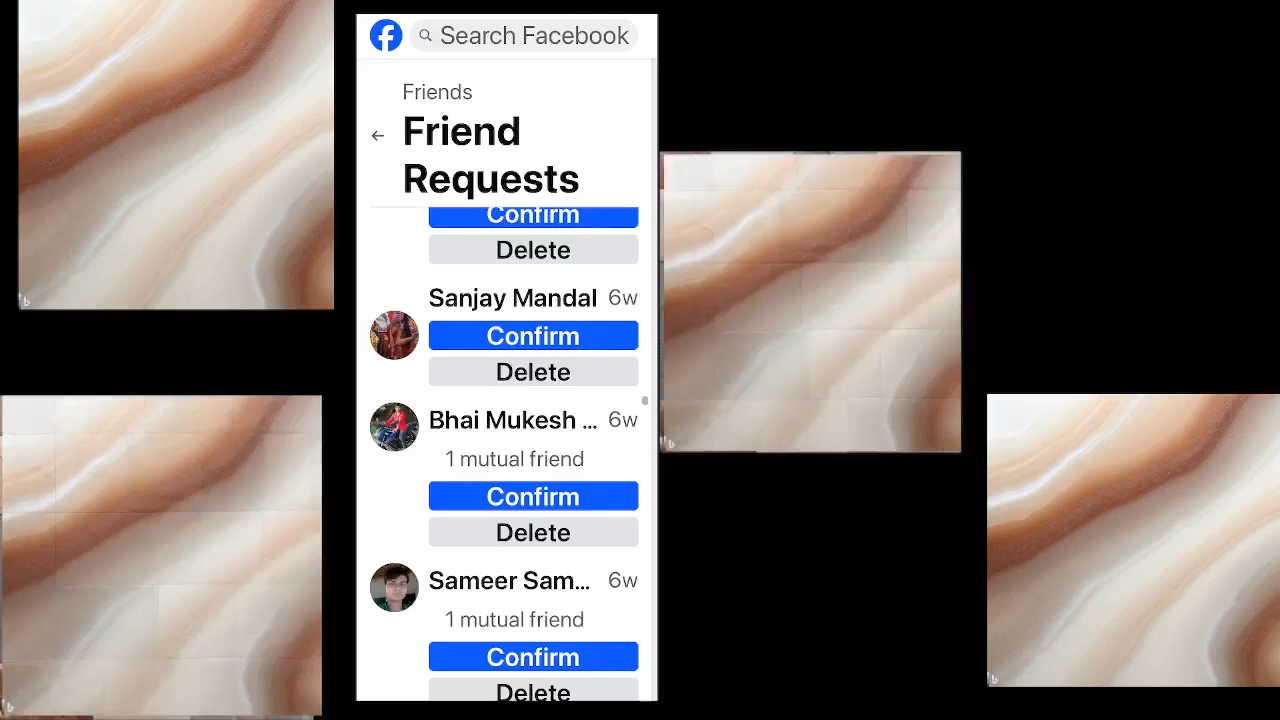 Search Facebook
Friends
Friend
Requests
Confirm
Delete
Sanjay Mandal 6w
Confirm
Delete
Bhai Mukesh ... 6w
1 mutual friend
Confirm
Delete
Sameer Sam... 6w
1 mutual friend
Confirm
Delete